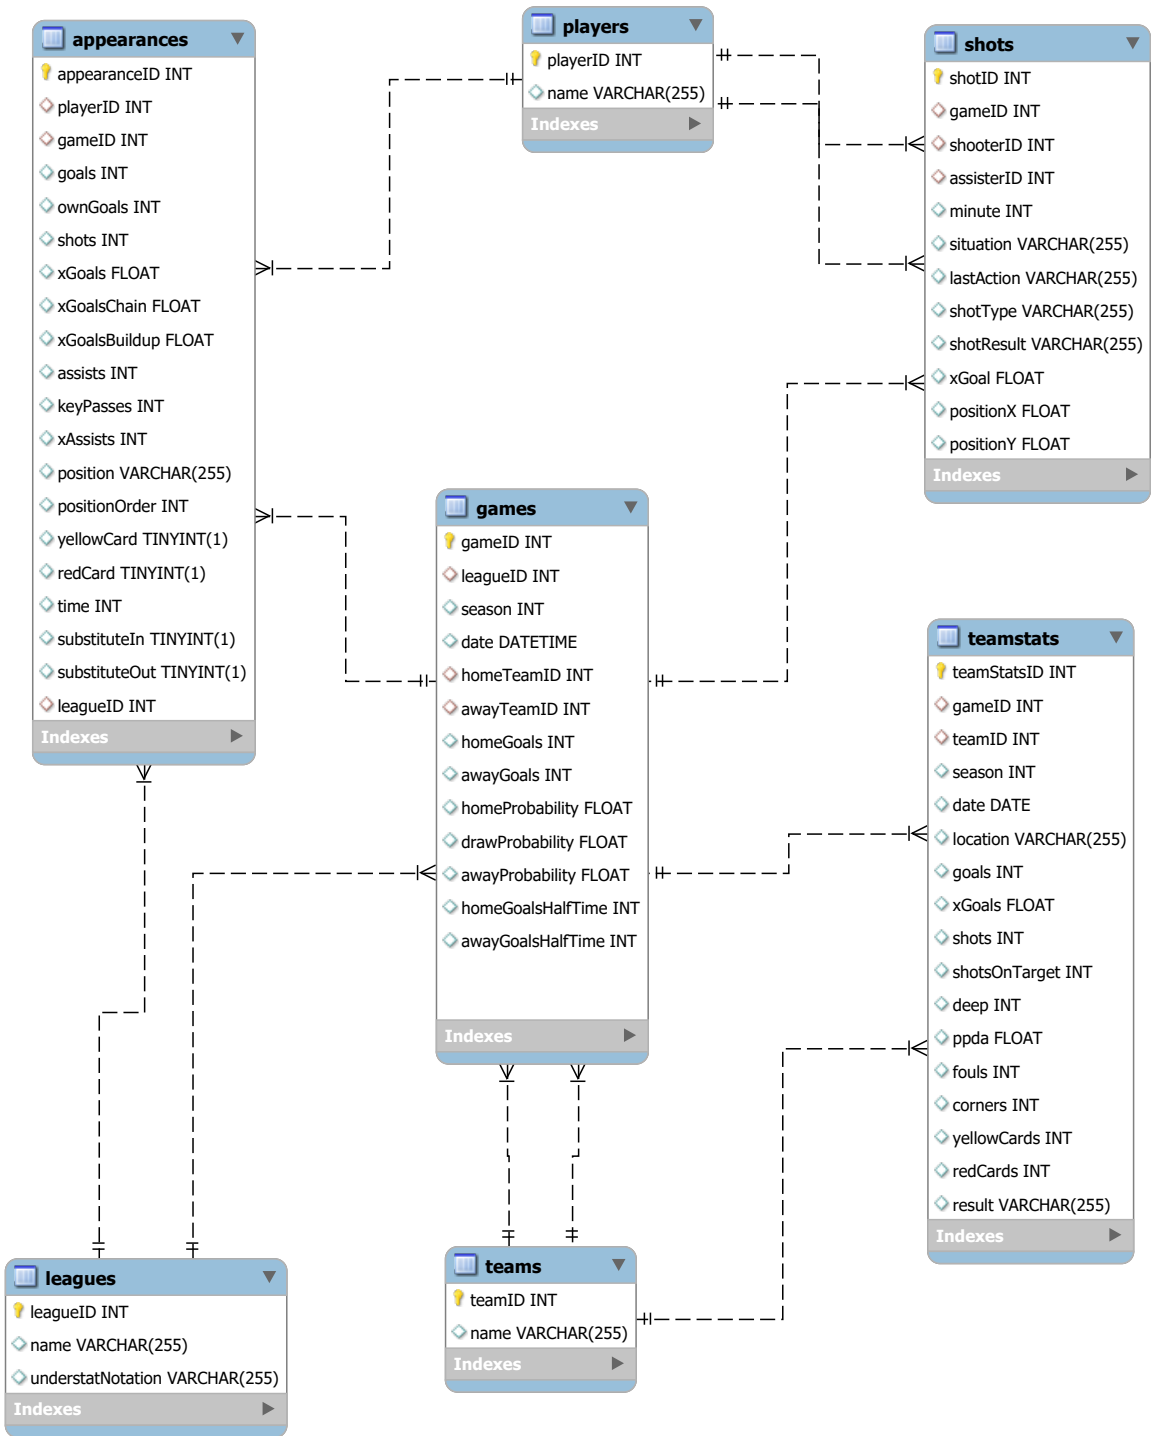 appearances
appearanceID INT
playerID INT
gameID INT
goals INT
ownGoals INT
shots INT
xGoals FLOAT
xGoalsChain FLOAT
xGoalsBuildup FLOAT
assists INT
keyPasses INT
xAssists INT
position VARCHAR(255)
positionOrder INT
yellowCard TINYINT(1)
redCard TINYINT(1)
time INT
substituteIn TINYINT(1)
substituteOut TINYINT(1)
leagueID INT
Indexes
players
playerID INT
name VARCHAR(255)
Indexes
shots
shotID INT
gameID INT
shooterID INT
assisterID INT
minute INT
situation VARCHAR(255)
lastAction VARCHAR(255)
shotType VARCHAR(255)
shotResult VARCHAR(255)
xGoal FLOAT
positionX FLOAT
positionY FLOAT
Indexes
games
gameID INT
leagueID INT
season INT
date DATETIME
homeTeamID INT
awayTeamID INT
homeGoals INT
awayGoals INT
homeProbability FLOAT
drawProbability FLOAT
awayProbability FLOAT
homeGoalsHalfTime INT
awayGoalsHalfTime INT
Indexes
teamstats
teamStatsID INT
gameID INT
teamID INT
season INT
date DATE
location VARCHAR(255)
goals INT
xGoals FLOAT
shots INT
shotsOnTarget INT
deep INT
ppda FLOAT
fouls INT
corners INT
yellowCards INT
redCards INT
result VARCHAR(255)
Indexes
leagues
leagueID INT
name VARCHAR(255)
understatNotation VARCHAR(255)
Indexes
teams
teamID INT
name VARCHAR(255)
Indexes